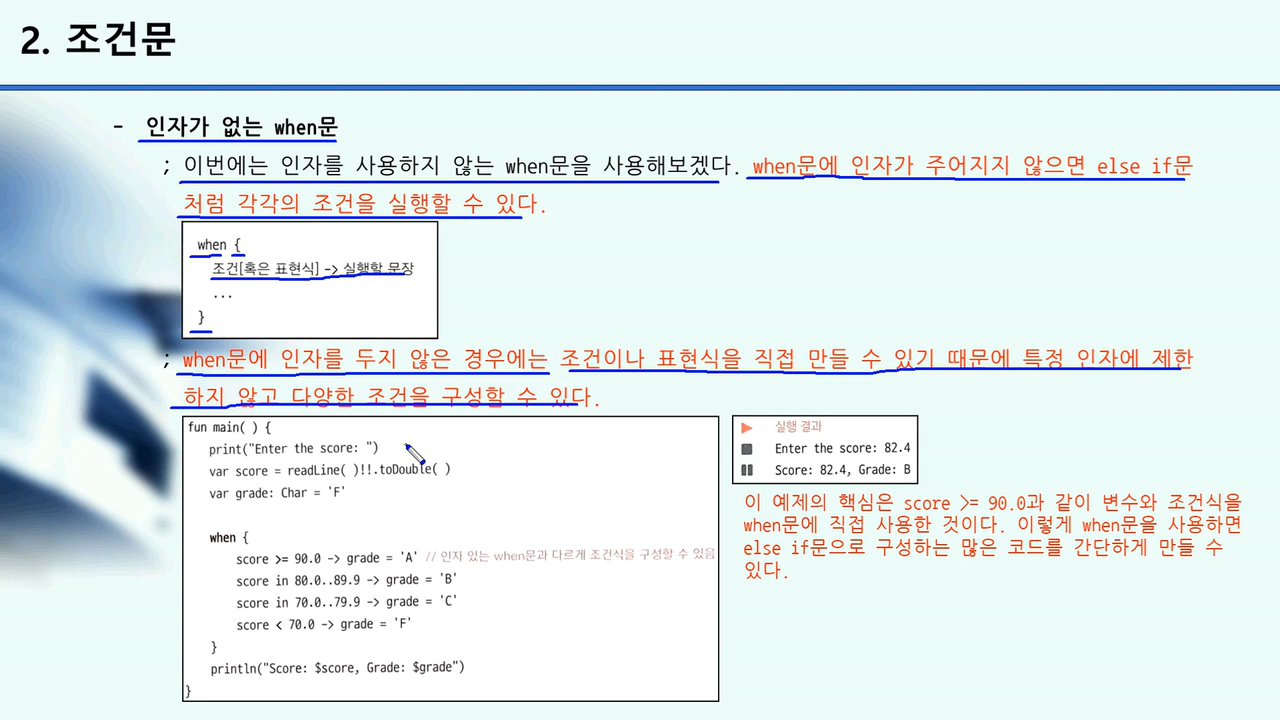 2. 조건문
- 인자가 없는 when문
; 이번에는 인자를 사용하지 않는 when문을 사용해보겠다. when문에 인자가 주어지지 않으면 else if문
처럼 각각의 조건을 실행할 수 있다.
when {
조건[혹은 표현식] -> 실행할 문장
...
}
; when문에 인자를 두지 않은 경우에는 조건이나 표현식을 직접 만들 수 있기 때문에 특정 인자에 제한
하지 않고 다양한 조건을 구성할 수 있다.
fun main( ) {
print("Enter the score: ")
var score = readLine( )!!.toDouble( )
var grade: Char = 'F'
when {
score >= 90.0 -> grade = 'A' // 인자 있는 when문과 다르게 조건식을 구성할 수 있음
score in 80.0..89.9 -> grade = 'B'
score in 70.0..79.9 -> grade = 'C'
score < 70.0 -> grade = 'F'
}
println("Score: $score, Grade: $grade")
}
실행 결과
Enter the score: 82.4
Score: 82.4, Grade: B
이 예제의 핵심은 score >= 90.0과 같이 변수와 조건식을
when문에 직접 사용한 것이다. 이렇게 when문을 사용하면
else if문으로 구성하는 많은 코드를 간단하게 만들 수
있다.